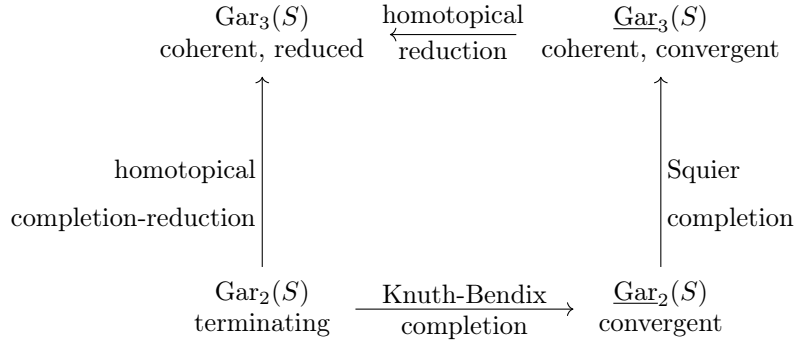 Gar₃(S)
coherent, reduced
homotopical
reduction
Gar₃(S)
coherent, convergent
homotopical
completion-reduction
Squier
completion
Gar₂(S)
terminating
Knuth-Bendix
completion
Gar₂(S)
convergent